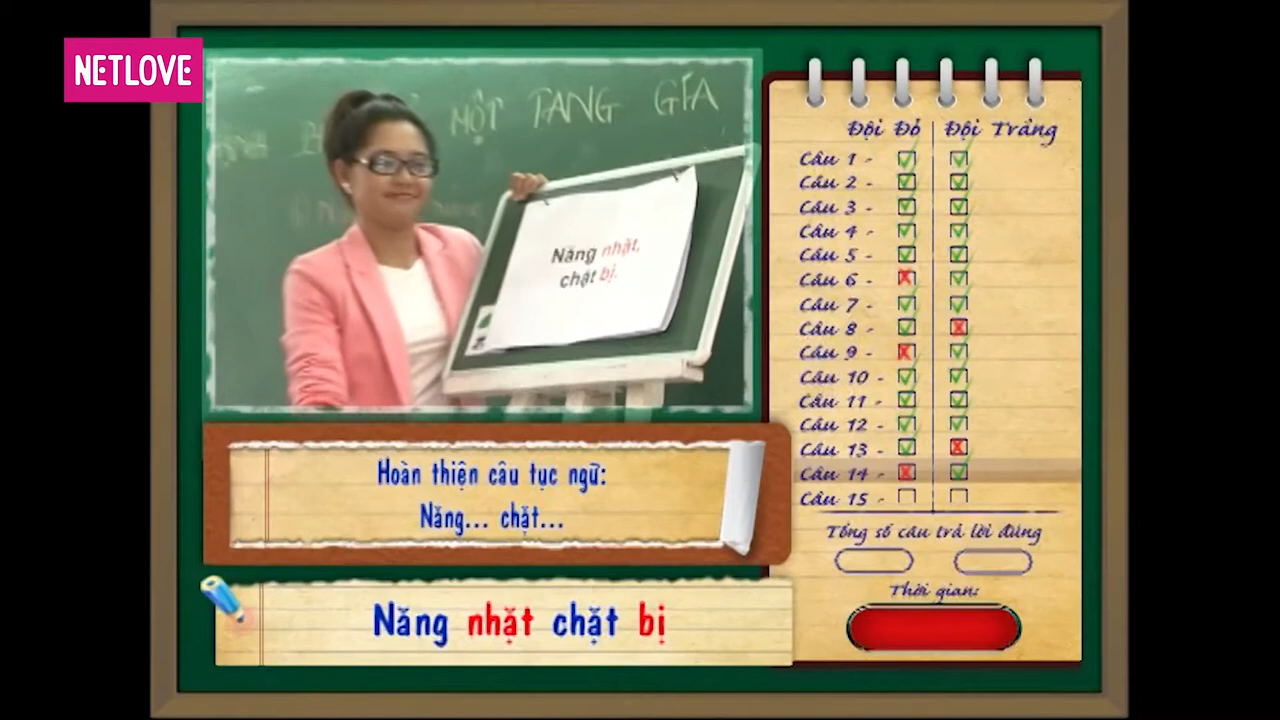 NETLOVE
MỘT TANG GIA
Năng nhặt,
chặt bị.
Hoàn thiện câu tục ngữ:
Năng... chặt...
Năng nhặt chặt bị
Đội Đỏ Đội Trắng
Câu 1 -
Câu 2 -
Câu 3 -
Câu 4 -
Câu 5 -
Câu 6 -
Câu 7 -
Câu 8 -
Câu 9 -
Câu 10 -
Câu 11 -
Câu 12 -
Câu 13 -
Câu 14 -
Câu 15 -
Tổng số câu trả lời đúng
Thời gian: